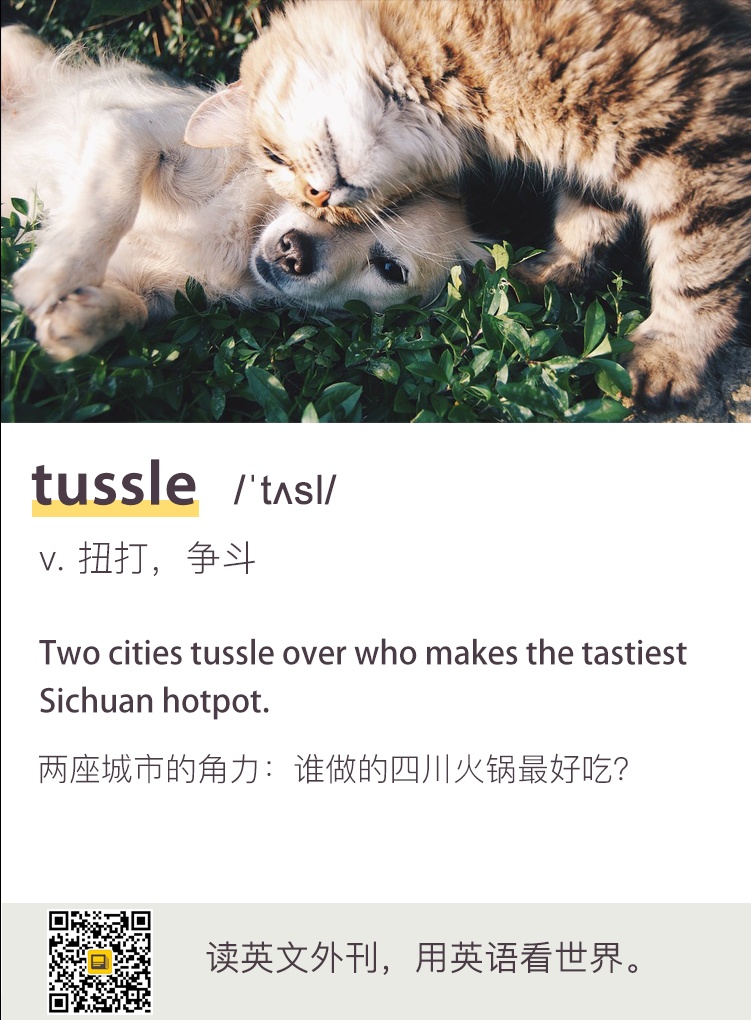 tussle /ˈtʌsl/
v. 扭打，争斗
Two cities tussle over who makes the tastiest
Sichuan hotpot.
两座城市的角力：谁做的四川火锅最好吃？
读英文外刊，用英语看世界。